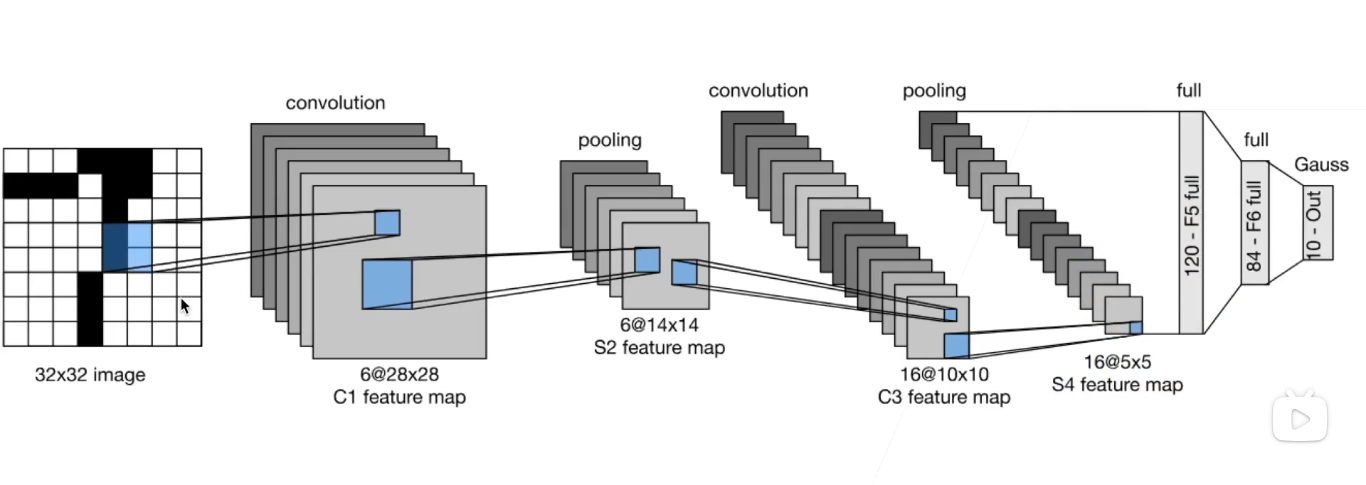 convolution
pooling
convolution
pooling
full
full
Gauss
120 - F5 full
84 - F6 full
10 - Out
32x32 image
6@28x28
C1 feature map
6@14x14
S2 feature map
16@10x10
C3 feature map
16@5x5
S4 feature map